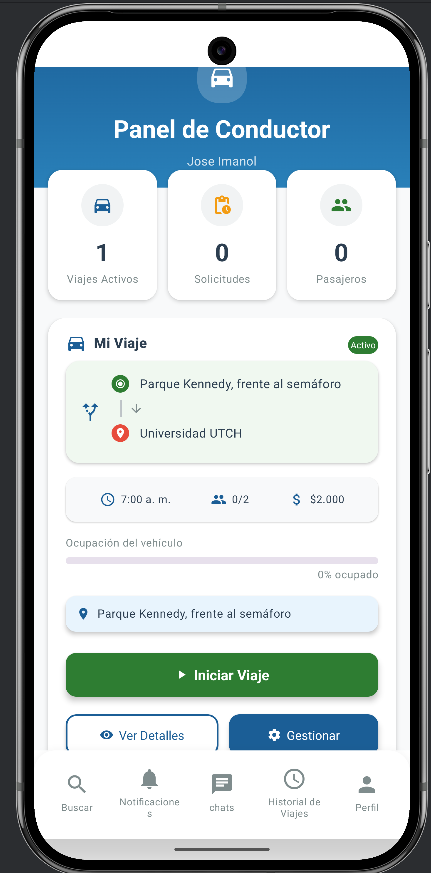 Panel de Conductor
Jose Imanol
1
0
0
Viajes Activos
Solicitudes
Pasajeros
Mi Viaje
Activo
Parque Kennedy, frente al semáforo
Universidad UTCH
7:00 a. m.
0/2
$ $2.000
Ocupación del vehículo
0% ocupado
Parque Kennedy, frente al semáforo
Iniciar Viaje
Ver Detalles
Gestionar
Buscar
Notificacione
s
chats
Historial de
Viajes
Perfil